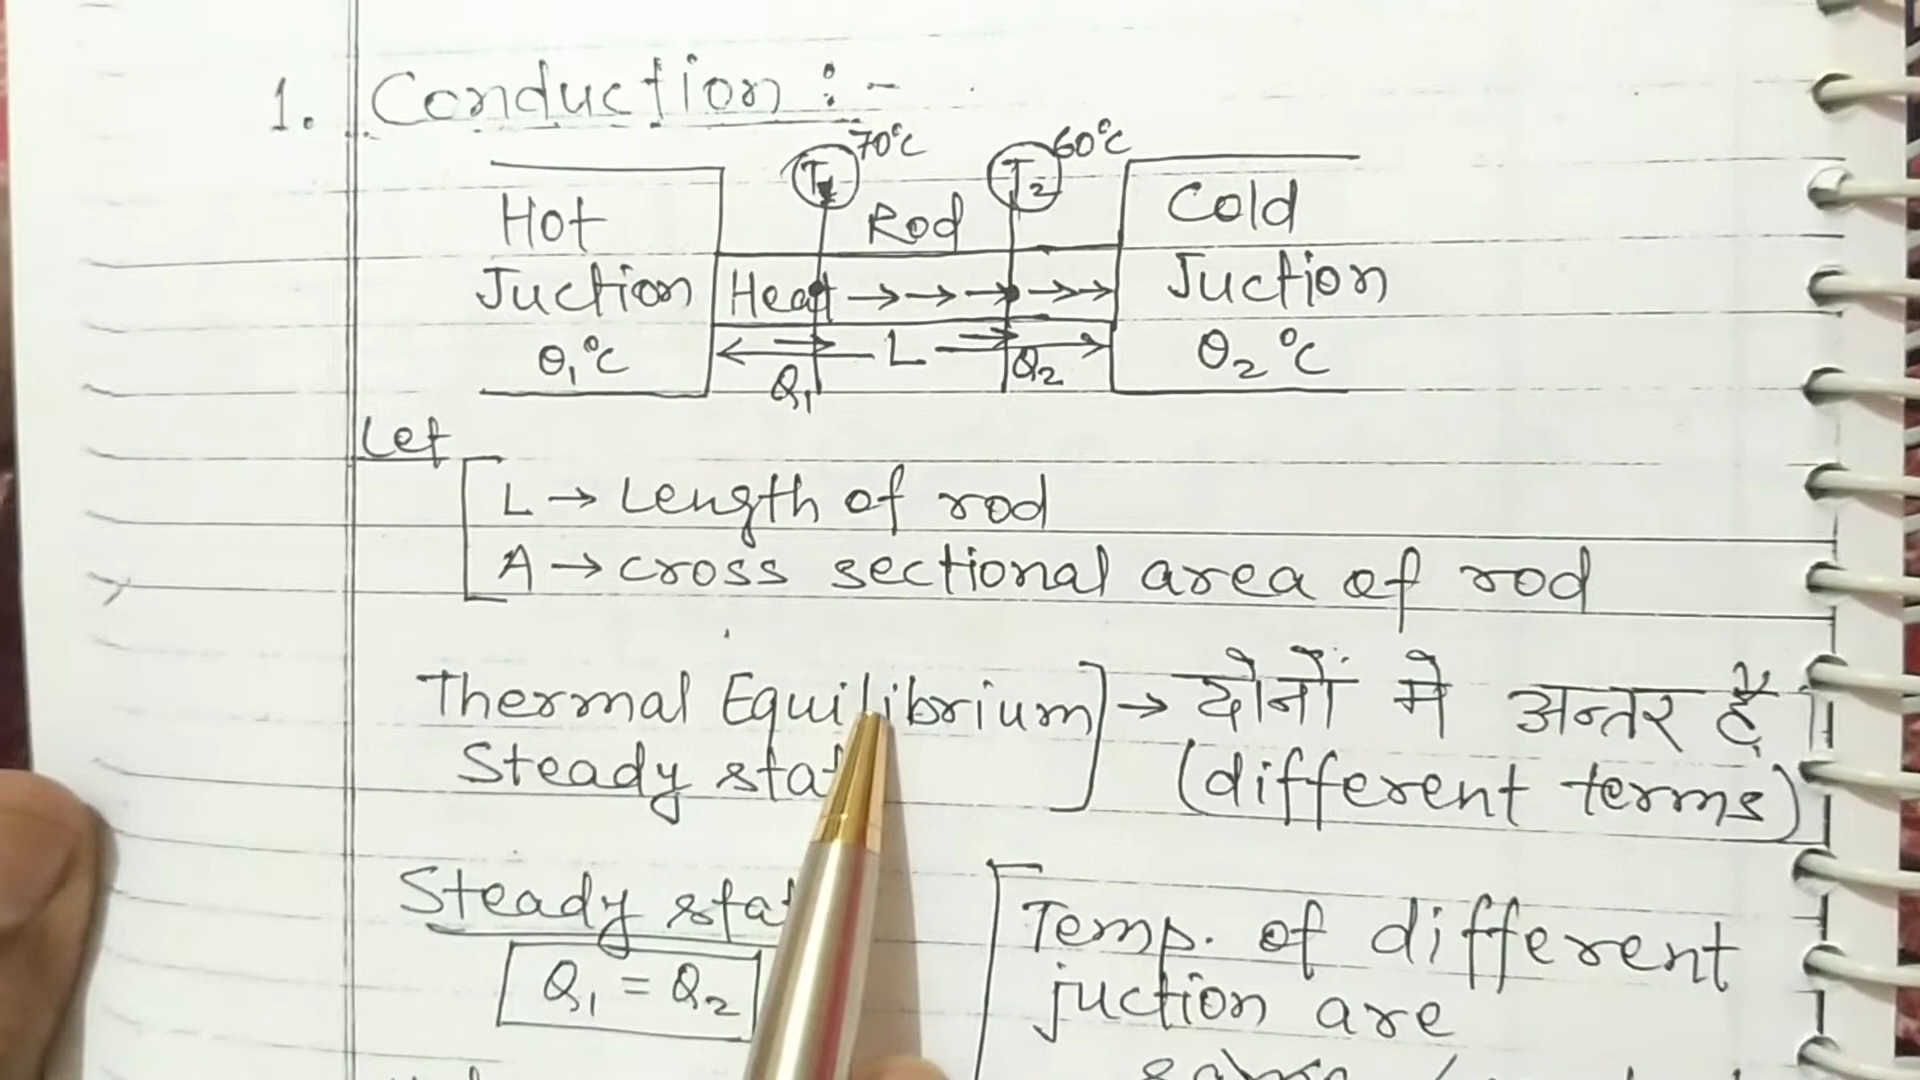 1. Conduction :-
70°C
60°C
T1
T2
Hot
Juction
θ₁°C
Rod
Heat
L
Q₁
Q₂
Cold
Juction
θ₂°C
Let
L → Length of rod
A → cross sectional area of rod
Thermal Equilibrium → दोनों मे अन्तर हैं।
Steady (different terms)
Steady
Q₁ = Q₂
Temp. of different
juction are